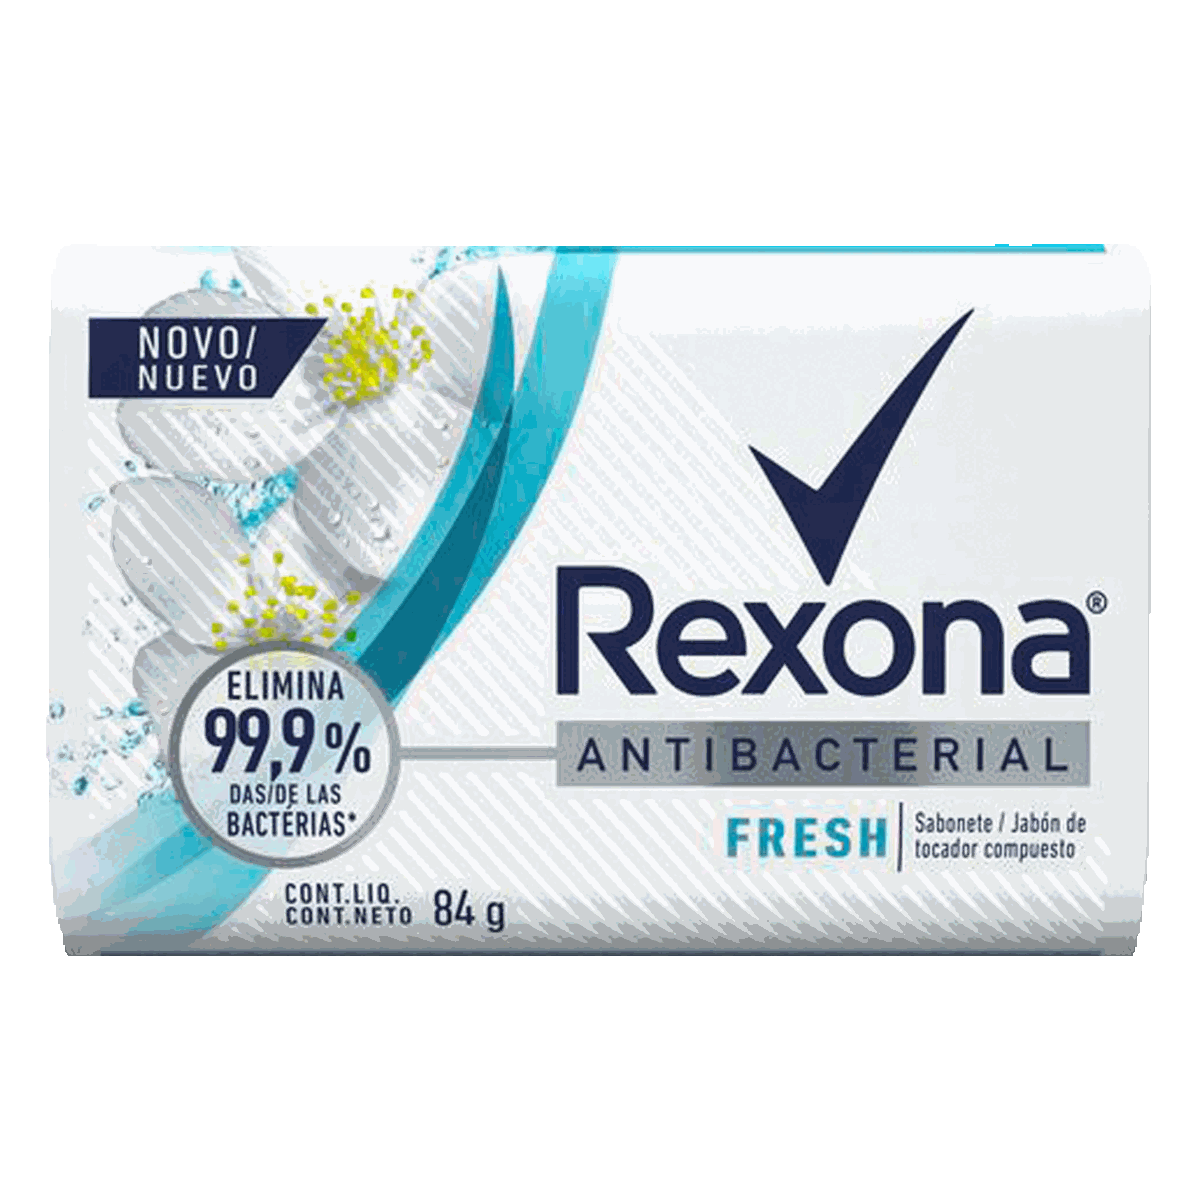 NOVO/
NUEVO
Rexona®
ANTIBACTERIAL
ELIMINA
99,9%
DAS/DE LAS
BACTÉRIAS*
FRESH
Sabonete / Jabón de
tocador compuesto
CONT.LIQ.
CONT.NETO 84 g